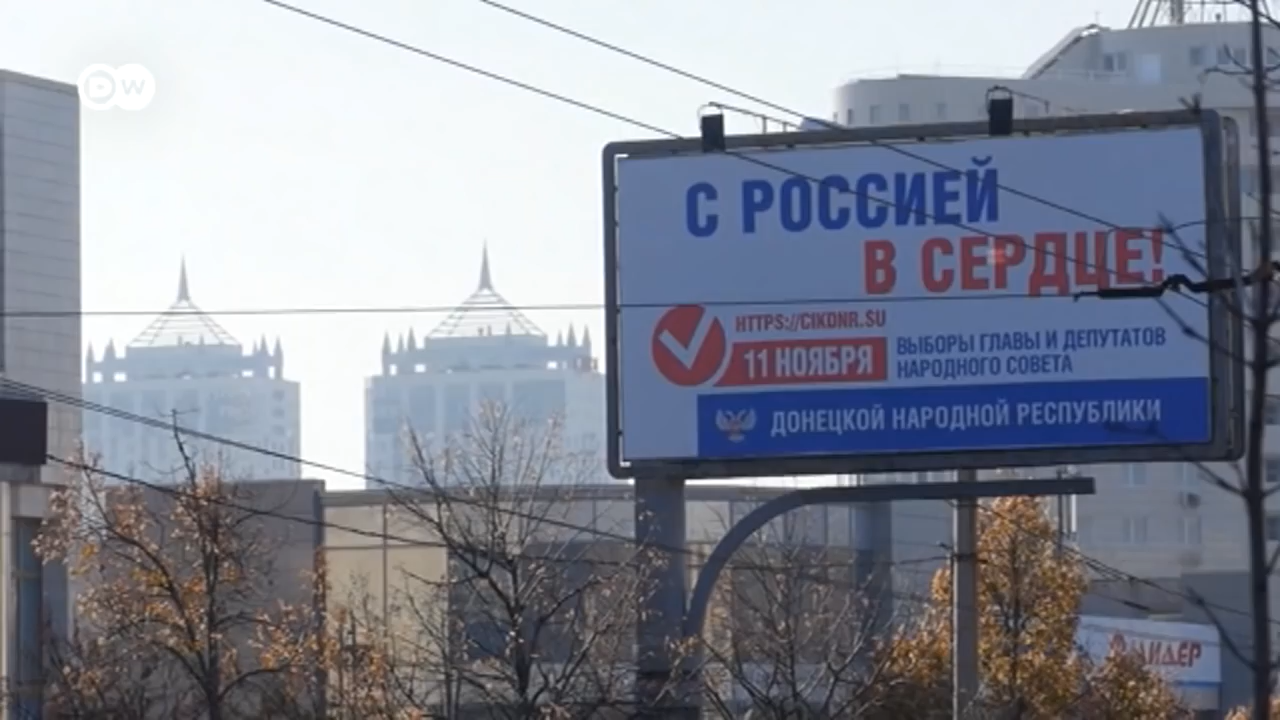 DW
С РОССИЕЙ
В СЕРДЦЕ!
HTTPS://CIKDNR.SU
11 НОЯБРЯ
ВЫБОРЫ ГЛАВЫ И ДЕПУТАТОВ
НАРОДНОГО СОВЕТА
ДОНЕЦКОЙ НАРОДНОЙ РЕСПУБЛИКИ
ЛИДЕР